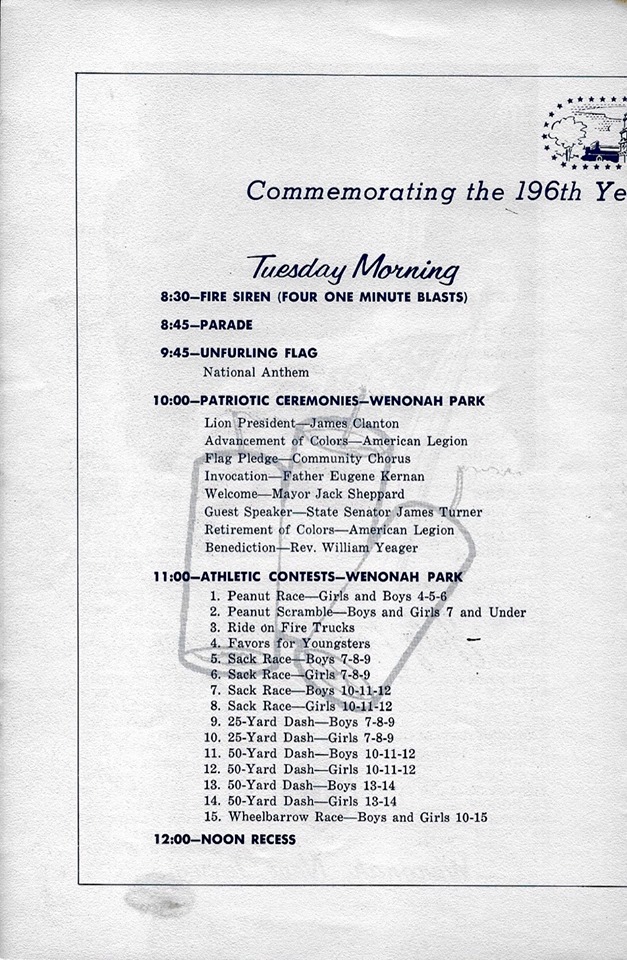 Commemorating the 196th Ye
Tuesday Morning
8:30—FIRE SIREN (FOUR ONE MINUTE BLASTS)
8:45—PARADE
9:45—UNFURLING FLAG
National Anthem
10:00—PATRIOTIC CEREMONIES—WENONAH PARK
Lion President—James Clanton
Advancement of Colors—American Legion
Flag Pledge—Community Chorus
Invocation—Father Eugene Kernan
Welcome—Mayor Jack Sheppard
Guest Speaker—State Senator James Turner
Retirement of Colors—American Legion
Benediction—Rev. William Yeager
11:00—ATHLETIC CONTESTS—WENONAH PARK
1. Peanut Race—Girls and Boys 4-5-6
2. Peanut Scramble—Boys and Girls 7 and Under
3. Ride on Fire Trucks
4. Favors for Youngsters
5. Sack Race—Boys 7-8-9
6. Sack Race—Girls 7-8-9
7. Sack Race—Boys 10-11-12
8. Sack Race—Girls 10-11-12
9. 25-Yard Dash—Boys 7-8-9
10. 25-Yard Dash—Girls 7-8-9
11. 50-Yard Dash—Boys 10-11-12
12. 50-Yard Dash—Girls 10-11-12
13. 50-Yard Dash—Boys 13-14
14. 50-Yard Dash—Girls 13-14
15. Wheelbarrow Race—Boys and Girls 10-15
12:00—NOON RECESS